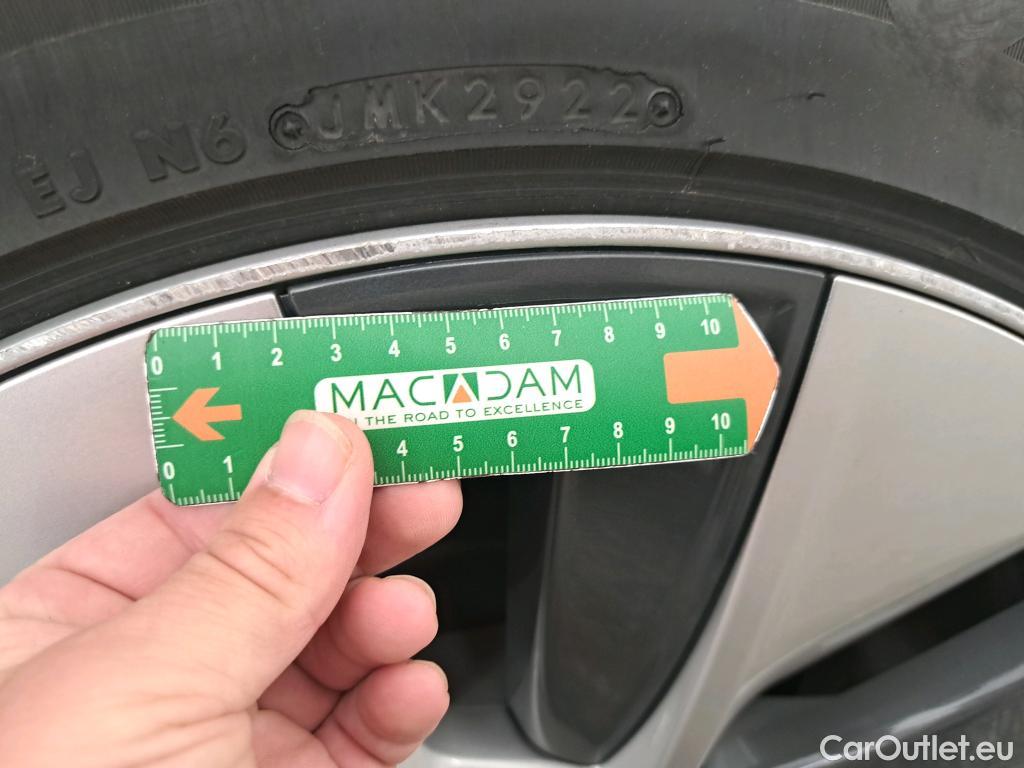 EJ N6 JMK2922
0 1 2 3 4 5 6 7 8 9 10
MACADAM
THE ROAD TO EXCELLENCE
0 1 4 5 6 7 8 9 10
CarOutlet.eu